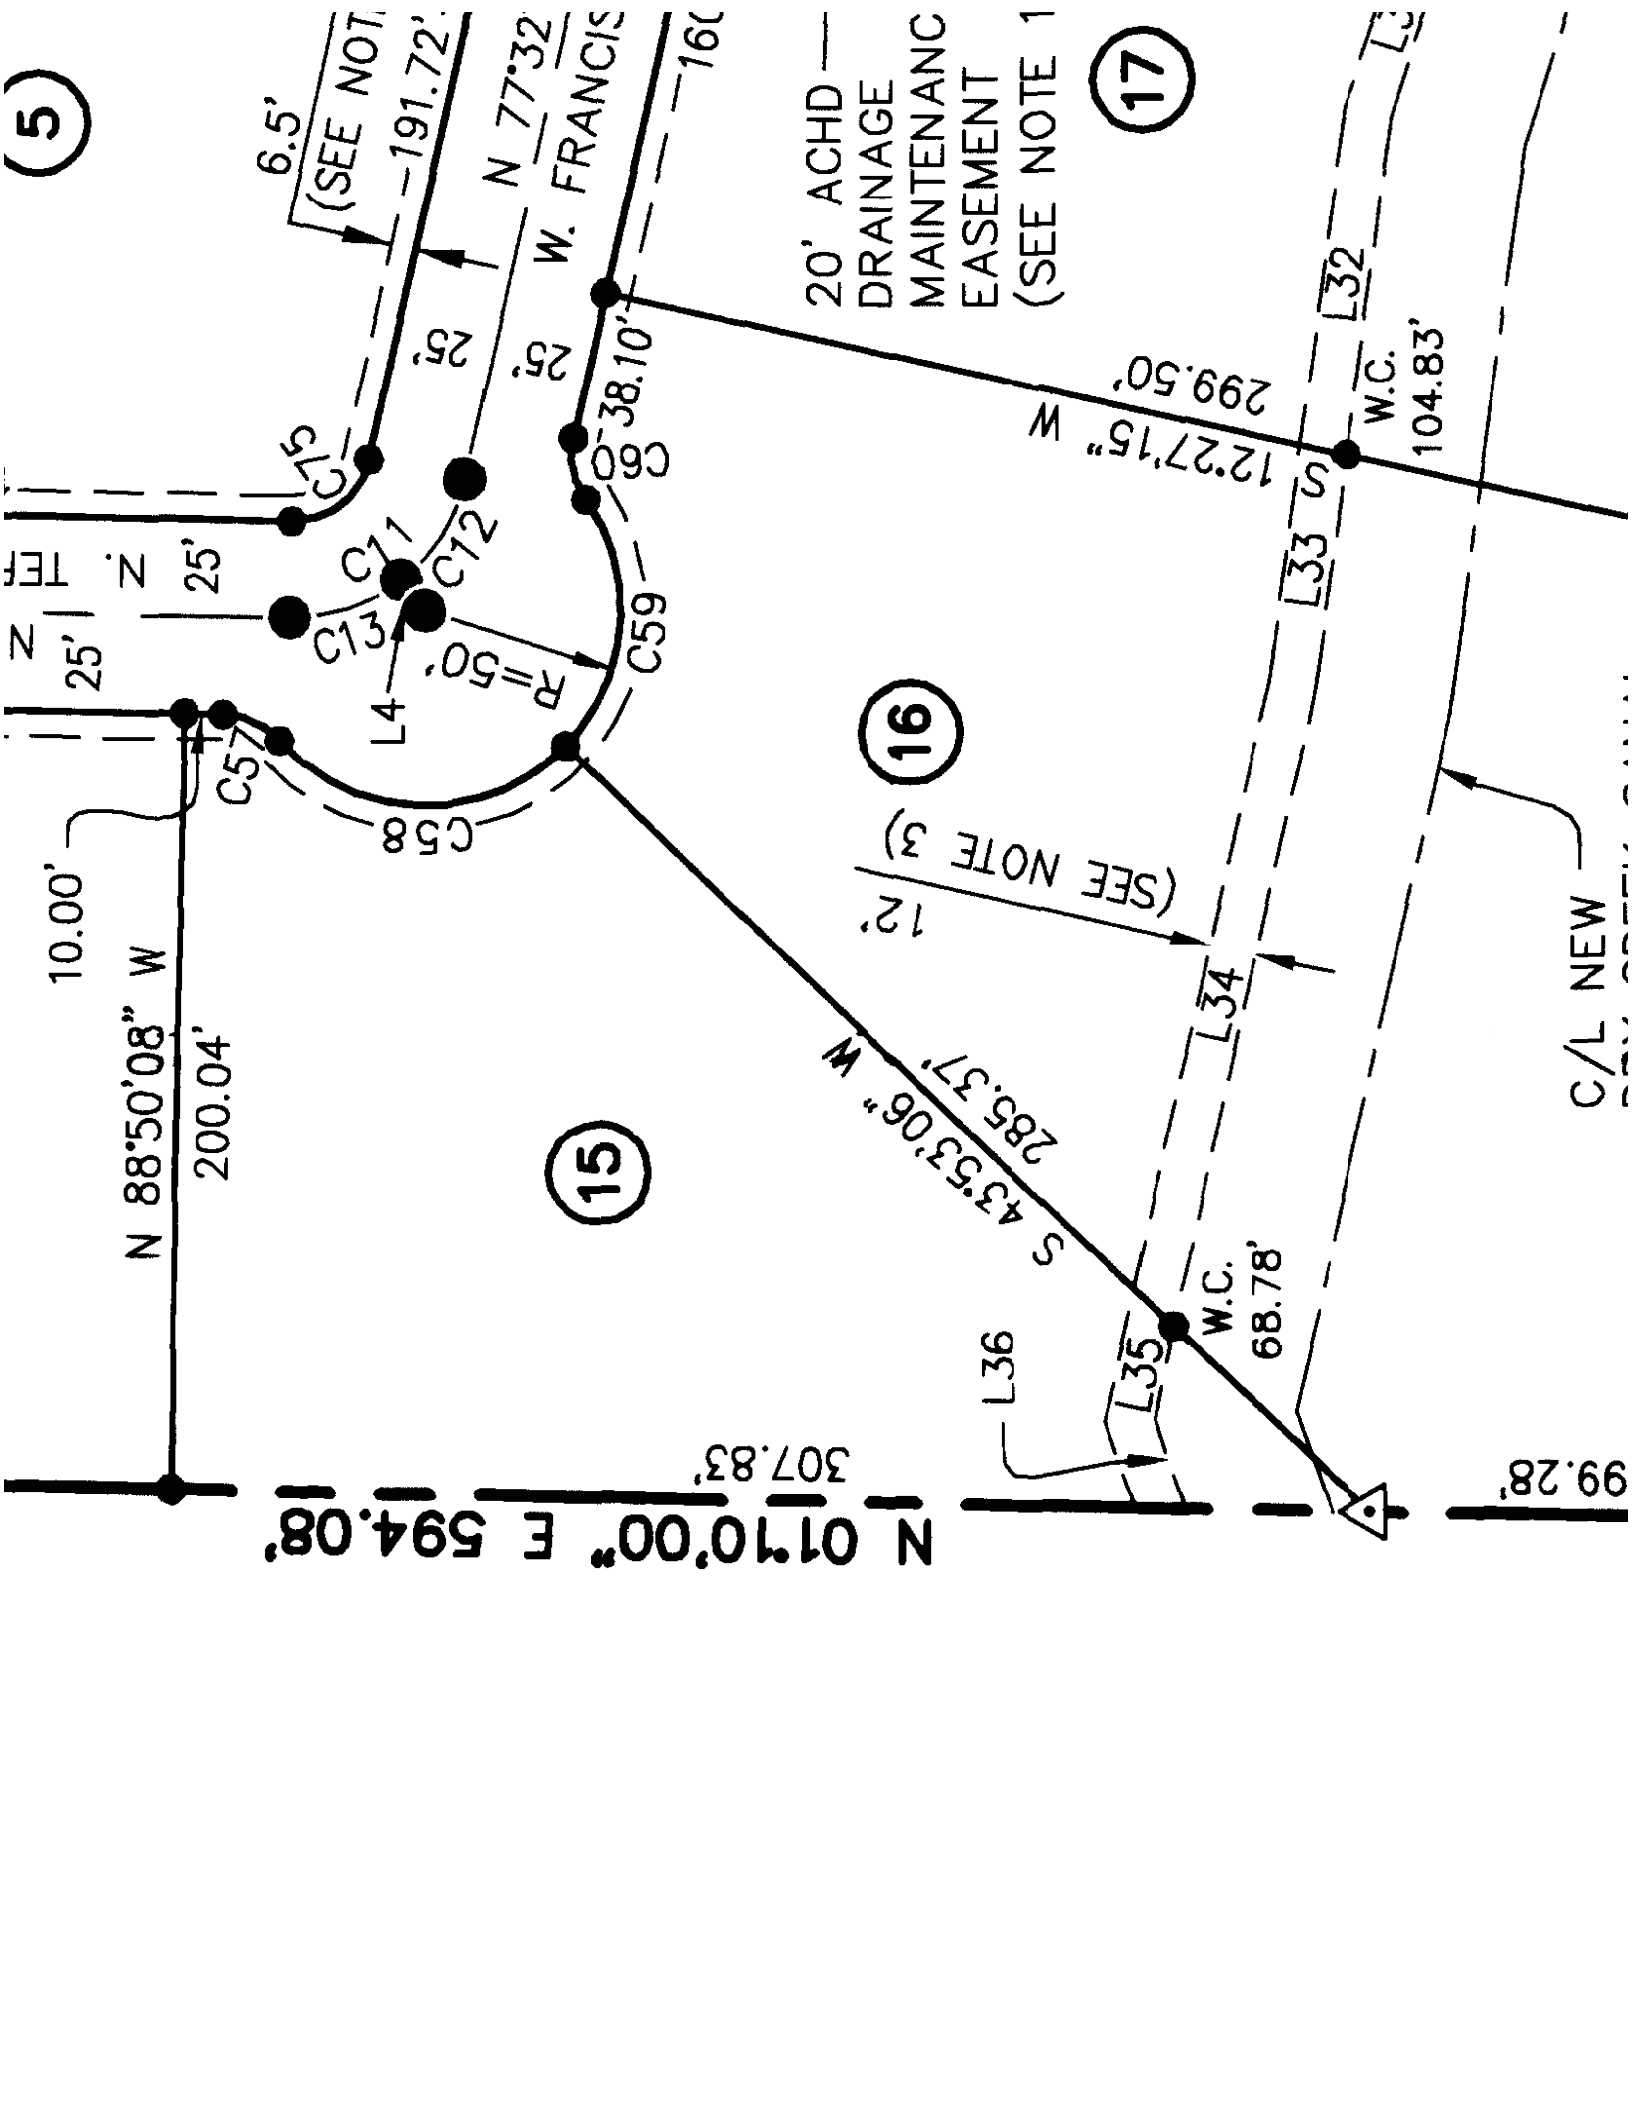 5
6.5'
(SEE NOT
191.72'
N 77°32
W. FRANCIS
160
20' ACHD
DRAINAGE
MAINTENANC
EASEMENT
(SEE NOTE 1
17
25'
25'
38.10'
C75
C60
N. TEF
25'
N
25'
C11
C12
C13
L4
R=50'
C59
C57
C58
10.00'
N 88°50'08" W
200.04'
299.50'
S 12°27'15" W
L32
W.C.
104.83'
L33
16
12'
(SEE NOTE 3)
L34
C/L NEW
15
S 43°53'06" W
285.37'
W.C.
68.78'
L35
L36
307.83'
N 01°10'00" E 594.08'
99.28'